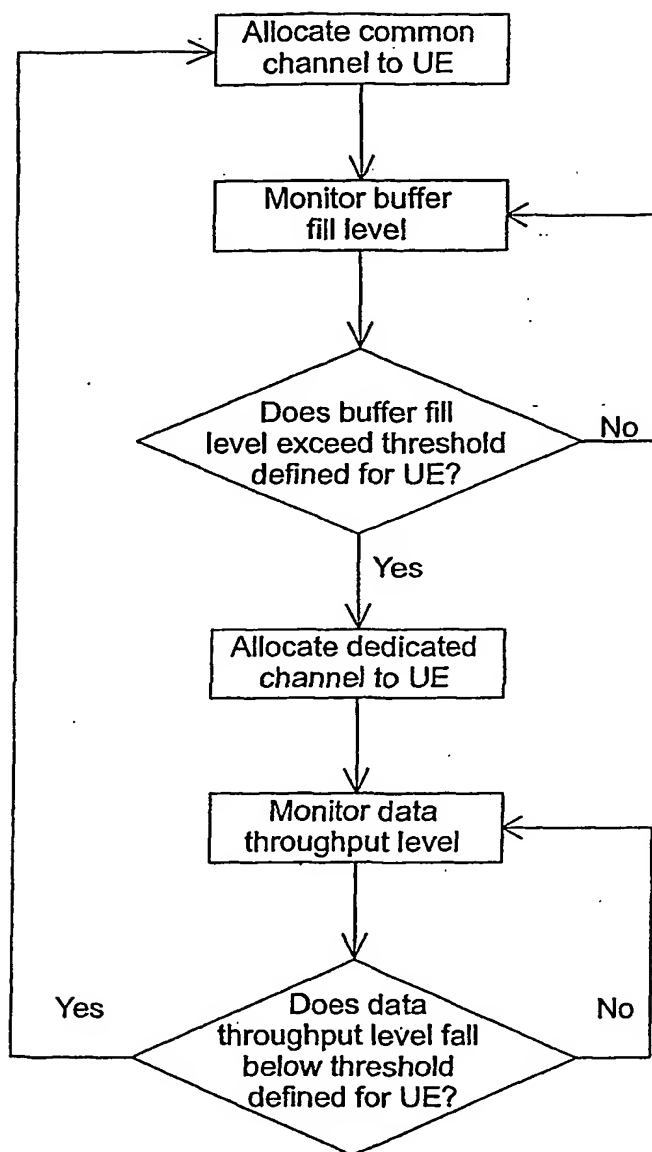 Allocate common
channel to UE
Monitor buffer
fill level
Does buffer fill
level exceed threshold
defined for UE?
No
Yes
Allocate dedicated
channel to UE
Monitor data
throughput level
Yes
Does data
throughput level fall
below threshold
defined for UE?
No